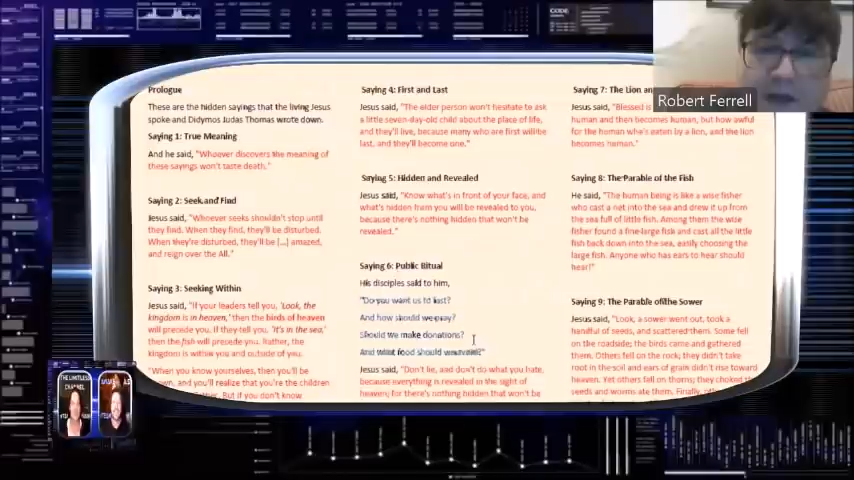 Prologue
These are the hidden sayings that the living Jesus
spoke and Didymos Judas Thomas wrote down.
Saying 1: True Meaning
And he said, "Whoever discovers the meaning of
these sayings won't taste death."
Saying 2: Seek and Find
Jesus said, "Whoever seeks shouldn't stop until
they find. When they find, they'll be disturbed.
When they're disturbed, they'll be […] amazed,
and reign over the All."
Saying 3: Seeking Within
Jesus said, "If your leaders tell you, 'Look, the
kingdom is in heaven,' then the birds of heaven
will precede you. If they tell you, 'It's in the sea,'
then the fish will precede you. Rather, the
kingdom is within you and outside of you.
"When you know yourselves, then you'll be
and you'll realize that you're the children
But if you don't know
Saying 4: First and Last
Jesus said, "The elder person won't hesitate to ask
a little seven-day-old child about the place of life,
and they'll live, because many who are first will be
last, and they'll become one."
Saying 5: Hidden and Revealed
Jesus said, "Know what's in front of your face, and
what's hidden from you will be revealed to you,
because there's nothing hidden that won't be
revealed."
Saying 6: Public Ritual
His disciples said to him,
"Do you want us to fast?
And how should we pray?
Should we make donations?
And what food should we avoid?"
Jesus said, "Don't lie, and don't do what you hate,
because everything is revealed in the sight of
heaven; for there's nothing hidden that won't be
Saying 7: The Lion an
Jesus said, "Blessed is
human and then becomes human, but how awful
for the human who's eaten by a lion, and the lion
becomes human."
Saying 8: The Parable of the Fish
He said, "The human being is like a wise fisher
who cast a net into the sea and drew it up from
the sea full of little fish. Among them the wise
fisher found a fine large fish and cast all the little
fish back down into the sea, easily choosing the
large fish. Anyone who has ears to hear should
hear!"
Saying 9: The Parable of the Sower
Jesus said, "Look, a sower went out, took a
handful of seeds, and scattered them. Some fell
on the roadside; the birds came and gathered
them. Others fell on the rock; they didn't take
root in the soil and ears of grain didn't rise toward
heaven. Yet others fell on thorns; they choked the
seeds and worms ate them. Finally,
Robert Ferrell
CODE
THE LIMITLESS
CHANNEL